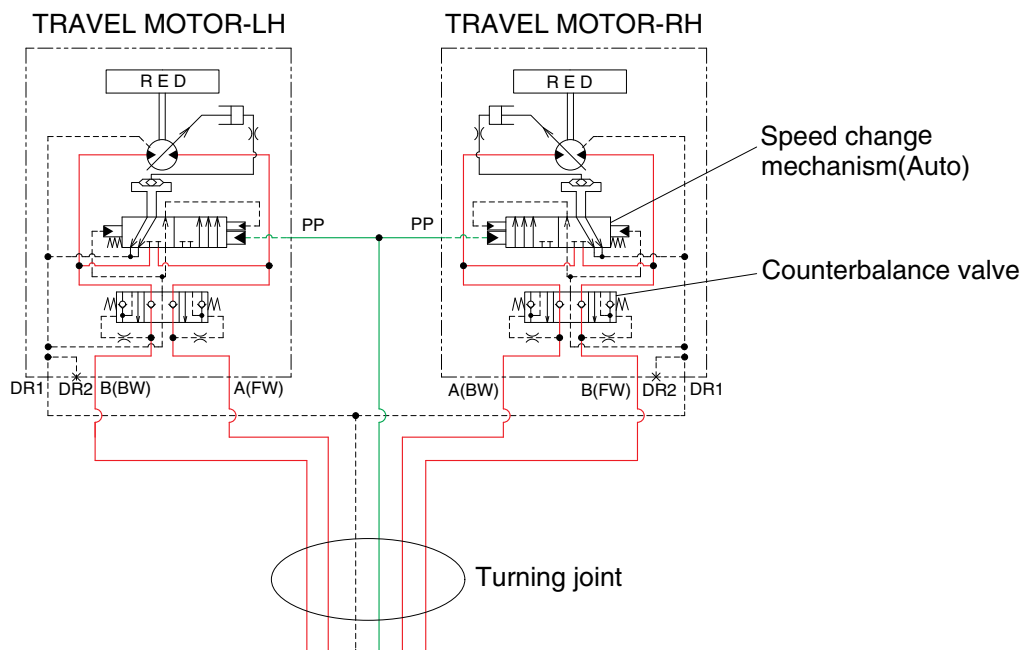 TRAVEL MOTOR-LH
TRAVEL MOTOR-RH
RED
RED
Speed change
mechanism(Auto)
PP
PP
Counterbalance valve
DR1
DR2
B(BW)
A(FW)
A(BW)
B(FW)
DR2
DR1
Turning joint